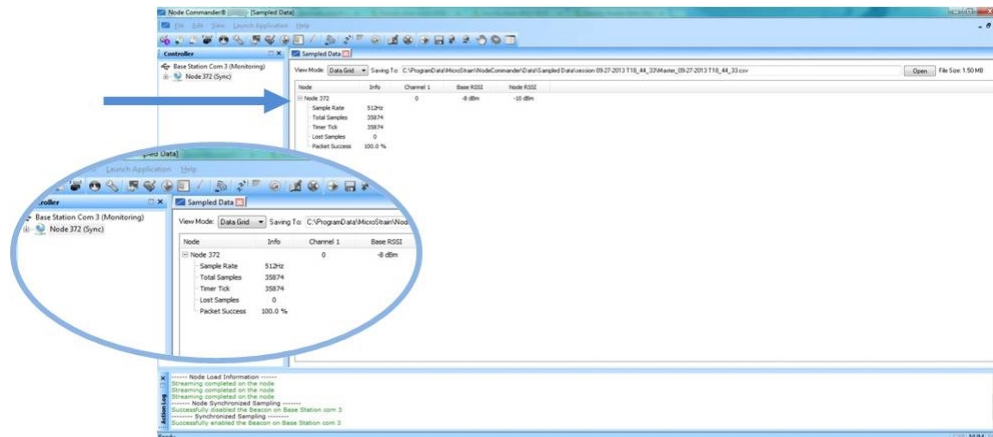 Node Commander® [Sampled Data]
File Edit View Launch Application Help
Controller
Base Station Com 3 (Monitoring)
Node 372 (Sync)
Sampled Data
View Mode: Data Grid Saving To: C:\ProgramData\MicroStrain\NodeCommander\Data\Sampled Data\session 09-27-2013 T18_44_33\Master_09-27-2013 T18_44_33.csv Open File Size: 1.50 MB
Node Info Channel 1 Base RSSI Node RSSI
Node 372 0 -8 dBm -10 dBm
Sample Rate 512Hz
Total Samples 35874
Timer Tick 35874
Lost Samples 0
Packet Success 100.0 %
Data]
Launch Application Help
Sampled Data
Base Station Com 3 (Monitoring)
Node 372 (Sync)
View Mode: Data Grid Saving To: C:\ProgramData\MicroStrain\Nod
Node Info Channel 1 Base RSSI
Node 372 0 -8 dBm
Sample Rate 512Hz
Total Samples 35874
Timer Tick 35874
Lost Samples 0
Packet Success 100.0 %
Action Log
------ Node Load Information ------
Streaming completed on the node
Streaming completed on the node
Streaming completed on the node
------- Node Synchronized Sampling -------
Successfully disabled the Beacon on Base Station com 3
------- Synchronized Sampling -------
Successfully enabled the Beacon on Base Station com 3
Ready
NUM